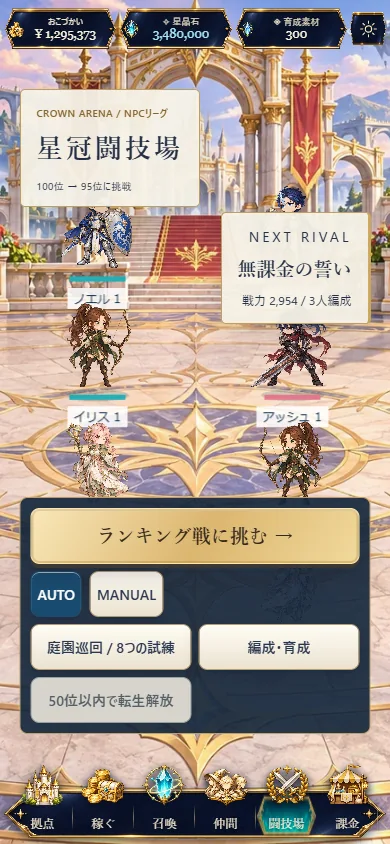 おこづかい
¥1,295,373
✧ 星晶石
3,480,000
◈ 育成素材
300
CROWN ARENA / NPCリーグ
星冠闘技場
100位 → 95位に挑戦
NEXT RIVAL
無課金の誓い
戦力 2,954 / 3人編成
ノエル 1
イリス 1
アッシュ 1
ランキング戦に挑む →
AUTO
MANUAL
庭園巡回 / 8つの試練
編成・育成
50位以内で転生解放
拠点
稼ぐ
召喚
仲間
闘技場
課金